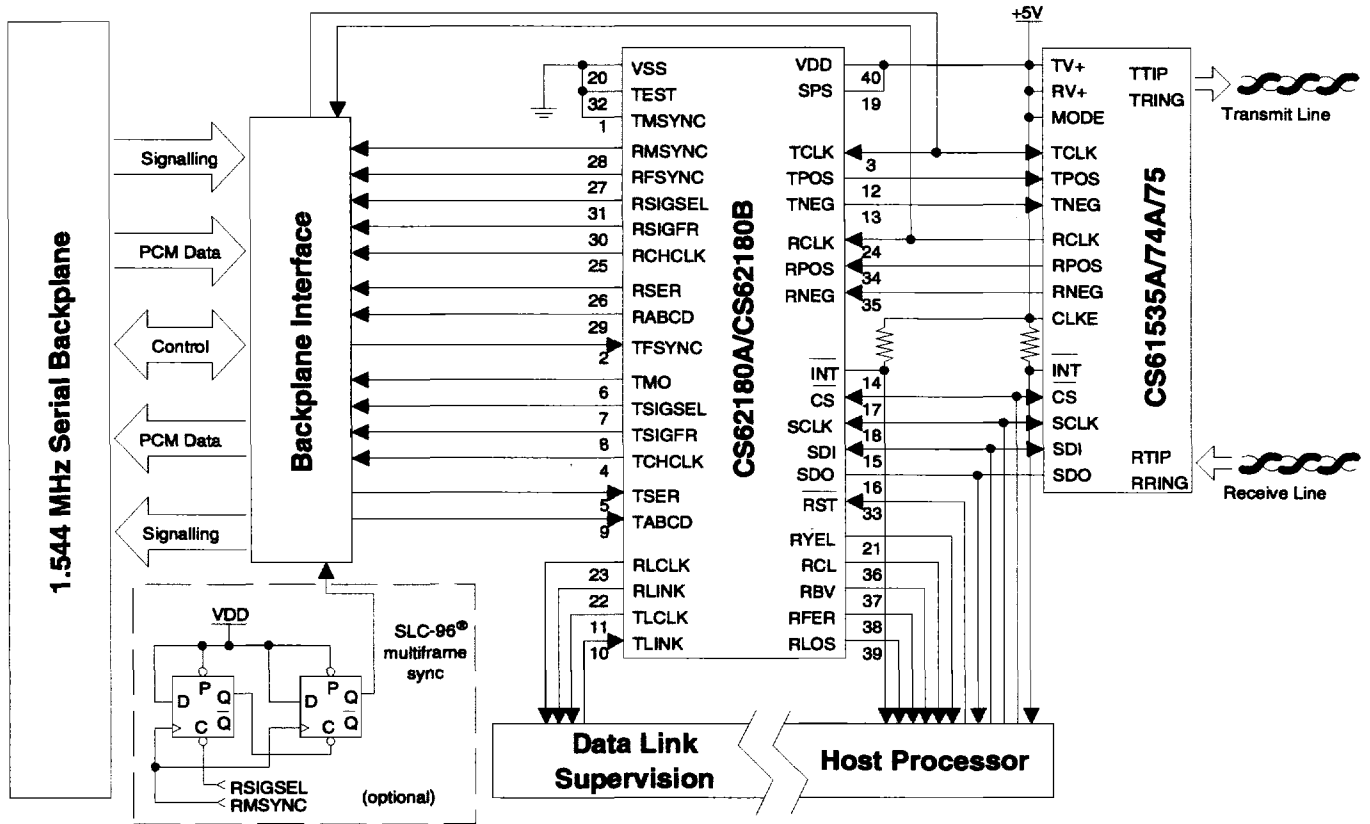 1.544 MHz Serial Backplane
Signalling
PCM Data
Control
PCM Data
Signalling
Backplane Interface
CS62180A/CS62180B
20 VSS
32 TEST
1 TMSYNC
28 RMSYNC
27 RFSYNC
31 RSIGSEL
30 RSIGFR
25 RCHCLK
26 RSER
29 RABCD
2 TFSYNC
6 TMO
7 TSIGSEL
8 TSIGFR
4 TCHCLK
5 TSER
9 TABCD
23 RLCLK
22 RLINK
11 TLCLK
10 TLINK
VDD 40
SPS 19
TCLK 3
TPOS 12
TNEG 13
RCLK 24
RPOS 34
RNEG 35
INT 14
CS 17
SCLK 18
SDI 15
SDO 16
RST 33
RYEL 21
RCL 36
RBV 37
RFER 38
RLOS 39
+5V
CS61535A/74A/75
TV+
RV+
MODE
TCLK
TPOS
TNEG
RCLK
RPOS
RNEG
CLKE
INT
CS
SCLK
SDI
SDO
TTIP
TRING
Transmit Line
RTIP
RRING
Receive Line
VDD
SLC-96®
multiframe
sync
P
D Q
Q
C
P
D Q
Q
C
RSIGSEL
RMSYNC
(optional)
Data Link
Supervision
Host Processor